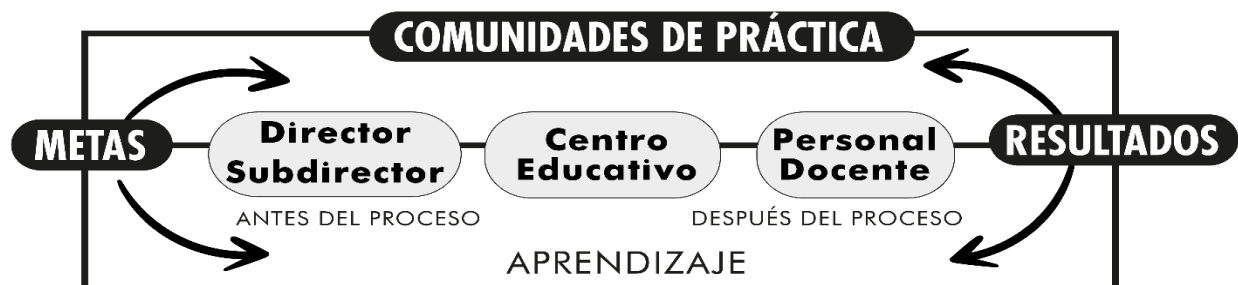 COMUNIDADES DE PRÁCTICA
METAS
Director
Subdirector
Centro
Educativo
Personal
Docente
RESULTADOS
ANTES DEL PROCESO
DESPUÉS DEL PROCESO
APRENDIZAJE